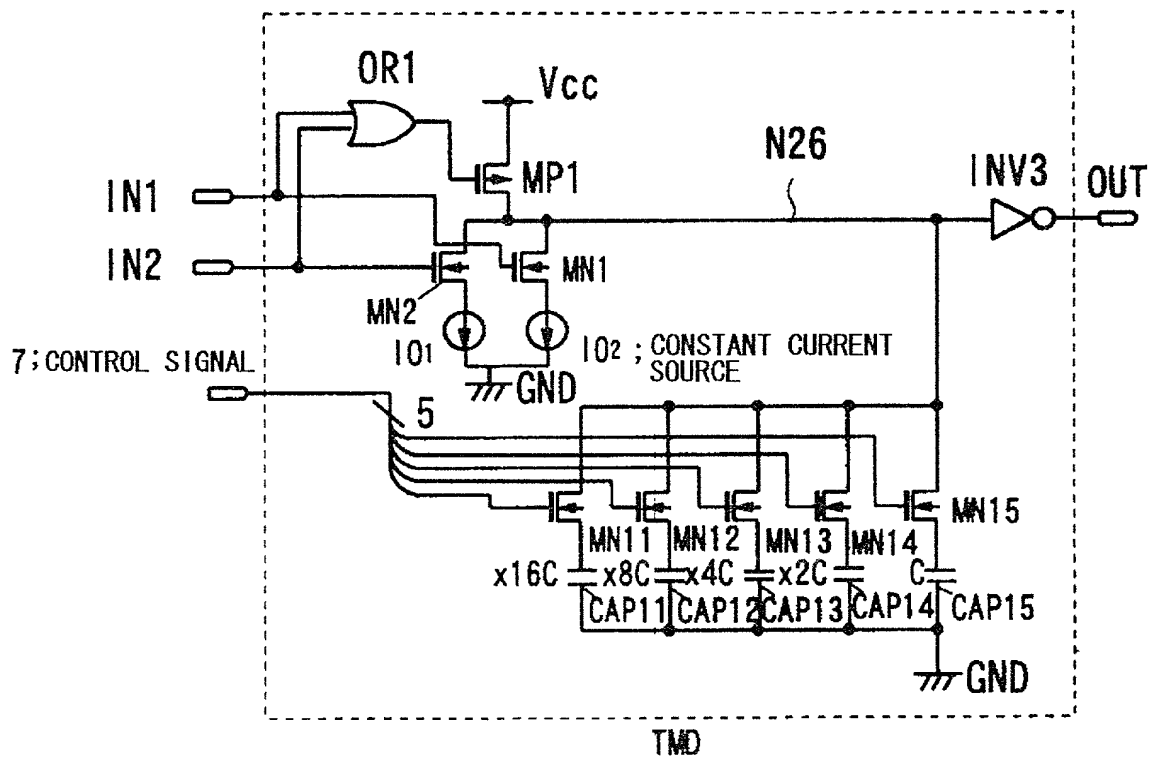 OR1
Vcc
MP1
N26
INV3
OUT
IN1
IN2
MN2
MN1
IO1
IO2 ; CONSTANT CURRENT
SOURCE
7;CONTROL SIGNAL
GND
5
MN11
MN12
MN13
MN14
MN15
x16C
x8C
x4C
x2C
C
CAP11
CAP12
CAP13
CAP14
CAP15
GND
TMD